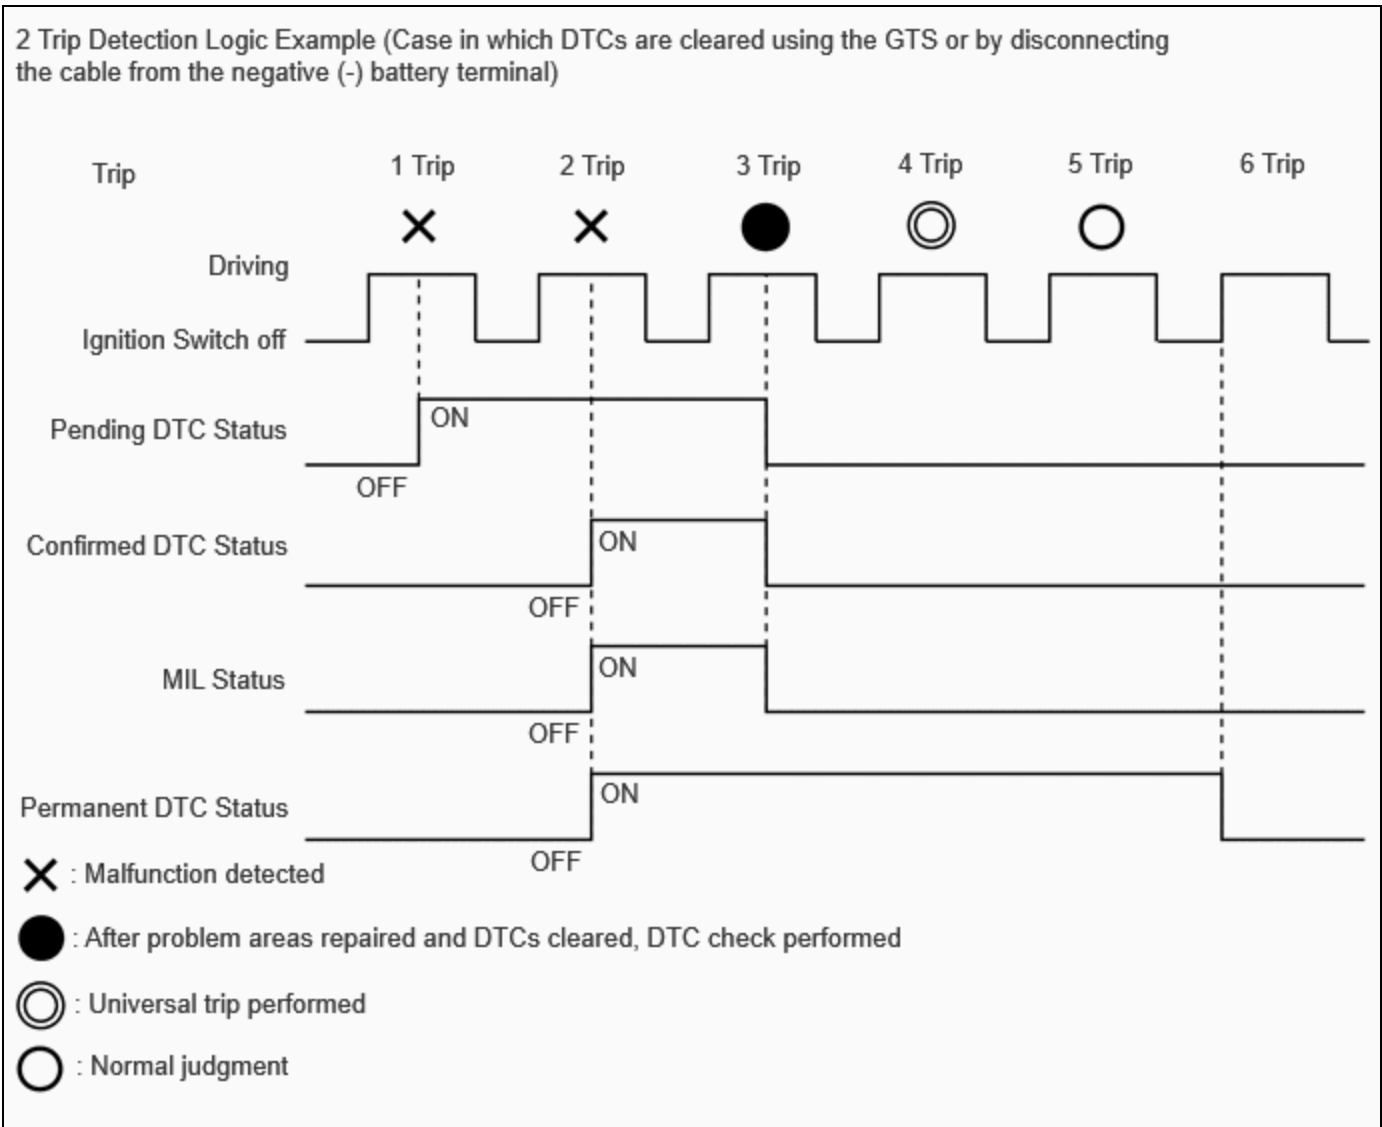 2 Trip Detection Logic Example (Case in which DTCs are cleared using the GTS or by disconnecting
the cable from the negative (-) battery terminal)
Trip 1 Trip 2 Trip 3 Trip 4 Trip 5 Trip 6 Trip
Driving
Ignition Switch off
Pending DTC Status ON
OFF
Confirmed DTC Status ON
OFF
MIL Status ON
OFF
Permanent DTC Status ON
OFF
: Malfunction detected
: After problem areas repaired and DTCs cleared, DTC check performed
: Universal trip performed
: Normal judgment